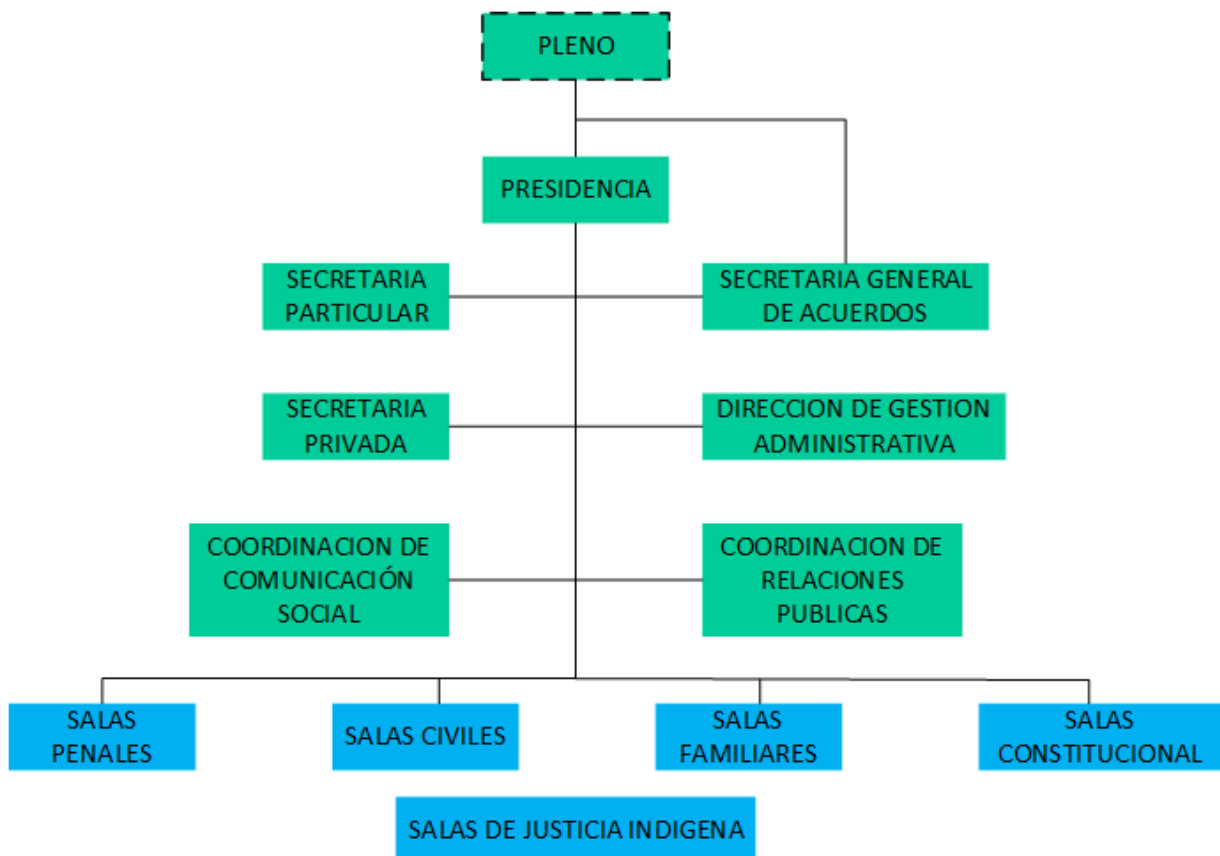 PLENO
PRESIDENCIA
SECRETARIA
PARTICULAR
SECRETARIA GENERAL
DE ACUERDOS
SECRETARIA
PRIVADA
DIRECCION DE GESTION
ADMINISTRATIVA
COORDINACION DE
COMUNICACIÓN
SOCIAL
COORDINACION DE
RELACIONES
PUBLICAS
SALAS
PENALES
SALAS CIVILES
SALAS
FAMILIARES
SALAS
CONSTITUCIONAL
SALAS DE JUSTICIA INDIGENA